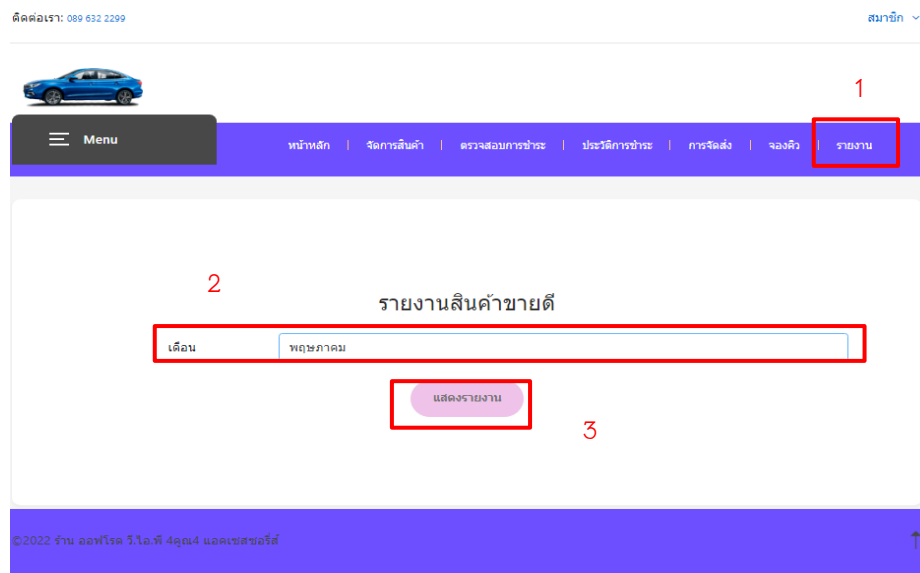 ติดต่อเรา: 089 632 2299
สมาชิก
1
Menu
หน้าหลัก | จัดการสินค้า | ตรวจสอบการชำระ | ประวัติการชำระ | การจัดส่ง | จองคิว | รายงาน
2
รายงานสินค้าขายดี
เดือน พฤษภาคม
แสดงรายงาน
3
©2022 ร้าน ออฟโรด วี.ไอ.พี 4คูณ4 แอคเซสซอรีส์